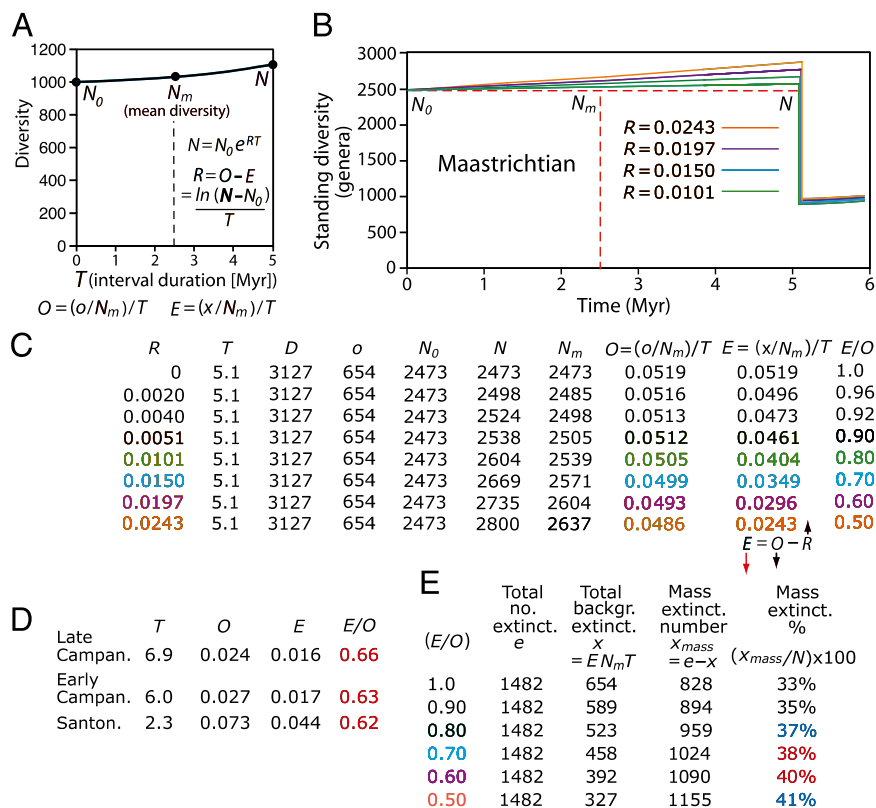 A
1200
1000
800
600
400
200
0
Diversity
N₀
Nₘ
N
(mean diversity)
N=N₀eᴿᵀ
R=O–E
=ln (N–N₀)
T
0 1 2 3 4 5
T(interval duration [Myr])
O=(o/Nₘ)/T E=(x/Nₘ)/T
B
3000
2500
2000
1500
1000
500
0
Standing diversity
(genera)
N₀
Nₘ
N
Maastrichtian
R=0.0243
R=0.0197
R=0.0150
R=0.0101
0 1 2 3 4 5 6
Time (Myr)
C
R T D o N₀ N Nₘ O=(o/Nₘ)/T E=(x/Nₘ)/T E/O
0 5.1 3127 654 2473 2473 2473 0.0519 0.0519 1.0
0.0020 5.1 3127 654 2473 2498 2485 0.0516 0.0496 0.96
0.0040 5.1 3127 654 2473 2524 2498 0.0513 0.0473 0.92
0.0051 5.1 3127 654 2473 2538 2505 0.0512 0.0461 0.90
0.0101 5.1 3127 654 2473 2604 2539 0.0505 0.0404 0.80
0.0150 5.1 3127 654 2473 2669 2571 0.0499 0.0349 0.70
0.0197 5.1 3127 654 2473 2735 2604 0.0493 0.0296 0.60
0.0243 5.1 3127 654 2473 2800 2637 0.0486 0.0243 0.50
E=O–R
D
T O E E/O
Late
Campan. 6.9 0.024 0.016 0.66
Early
Campan. 6.0 0.027 0.017 0.63
Santon. 2.3 0.073 0.044 0.62
E
Total Total Mass Mass
no. backgr. extinct. extinct.
extinct. extinct. number %
(E/O) e x xₘₐₛₛ
=ENₘT =e–x (xₘₐₛₛ/N)x100
1.0 1482 654 828 33%
0.90 1482 589 894 35%
0.80 1482 523 959 37%
0.70 1482 458 1024 38%
0.60 1482 392 1090 40%
0.50 1482 327 1155 41%